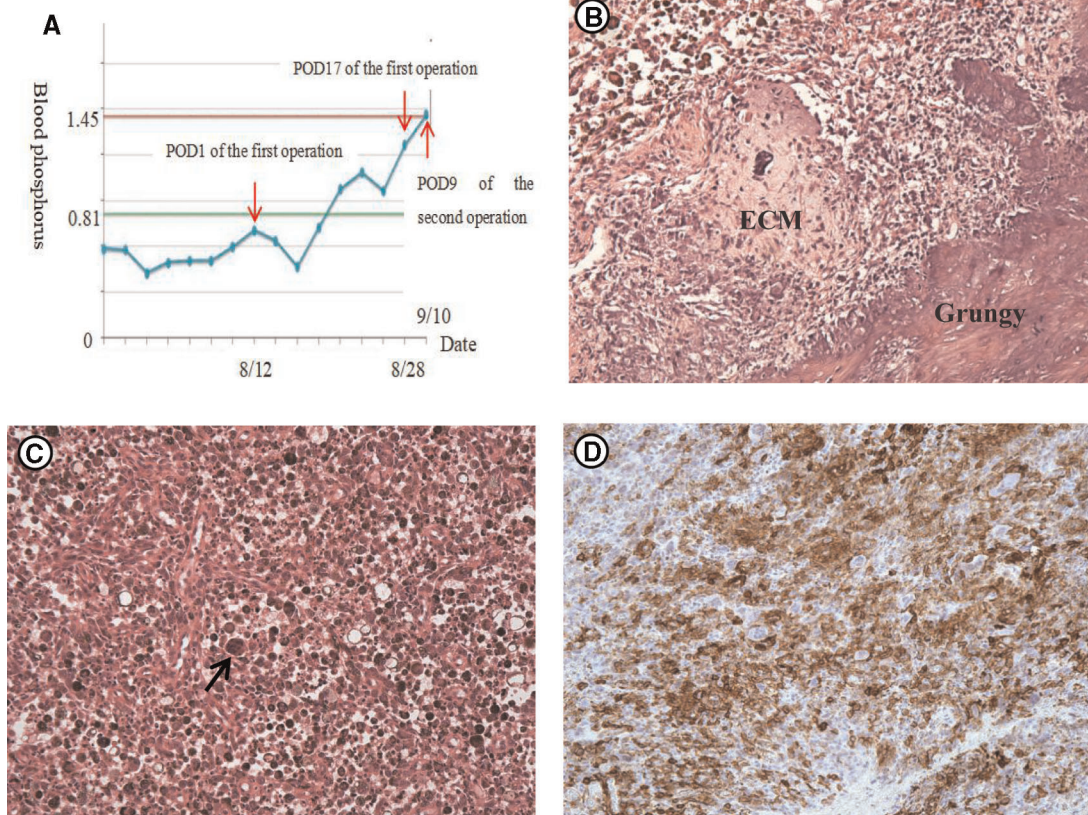 A
POD17 of the first operation
1.45
POD1 of the first operation
POD9 of the
second operation
0.81
Blood phosphorus
0
9/10
Date
8/12
8/28
B
ECM
Grungy
C
D